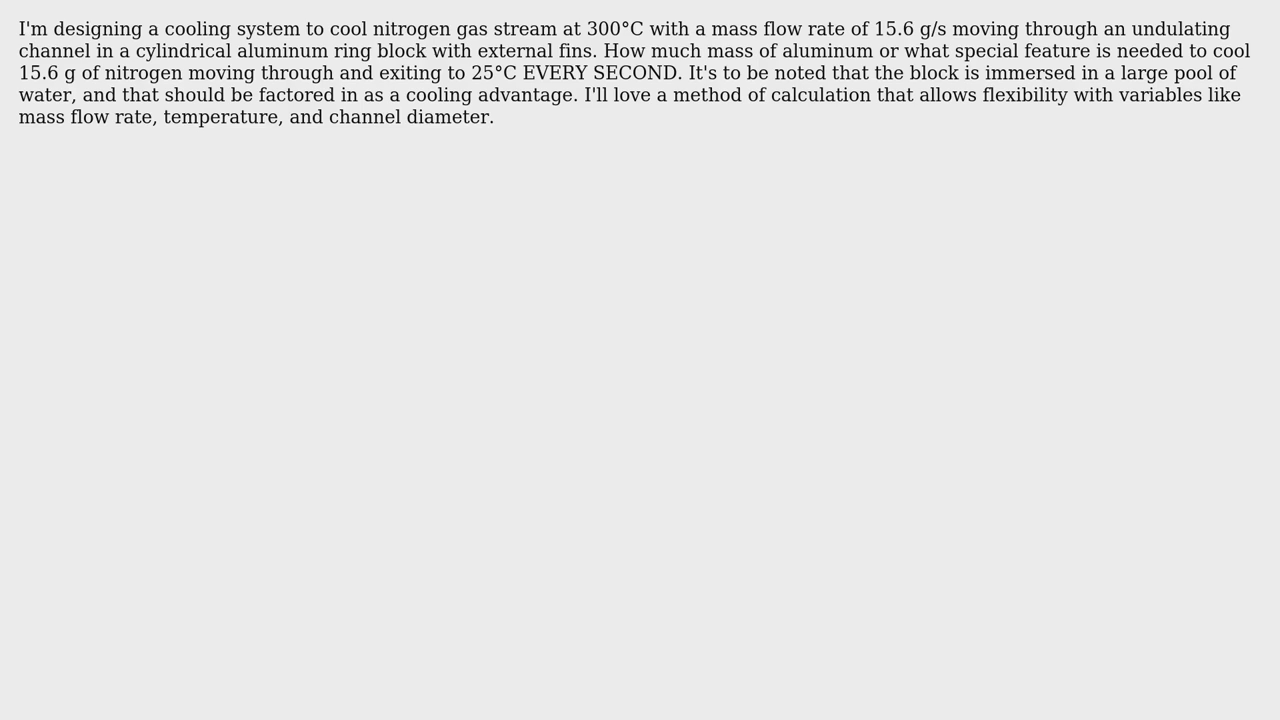 I'm designing a cooling system to cool nitrogen gas stream at 300°C with a mass flow rate of 15.6 g/s moving through an undulating
channel in a cylindrical aluminum ring block with external fins. How much mass of aluminum or what special feature is needed to cool
15.6 g of nitrogen moving through and exiting to 25°C EVERY SECOND. It's to be noted that the block is immersed in a large pool of
water, and that should be factored in as a cooling advantage. I'll love a method of calculation that allows flexibility with variables like
mass flow rate, temperature, and channel diameter.